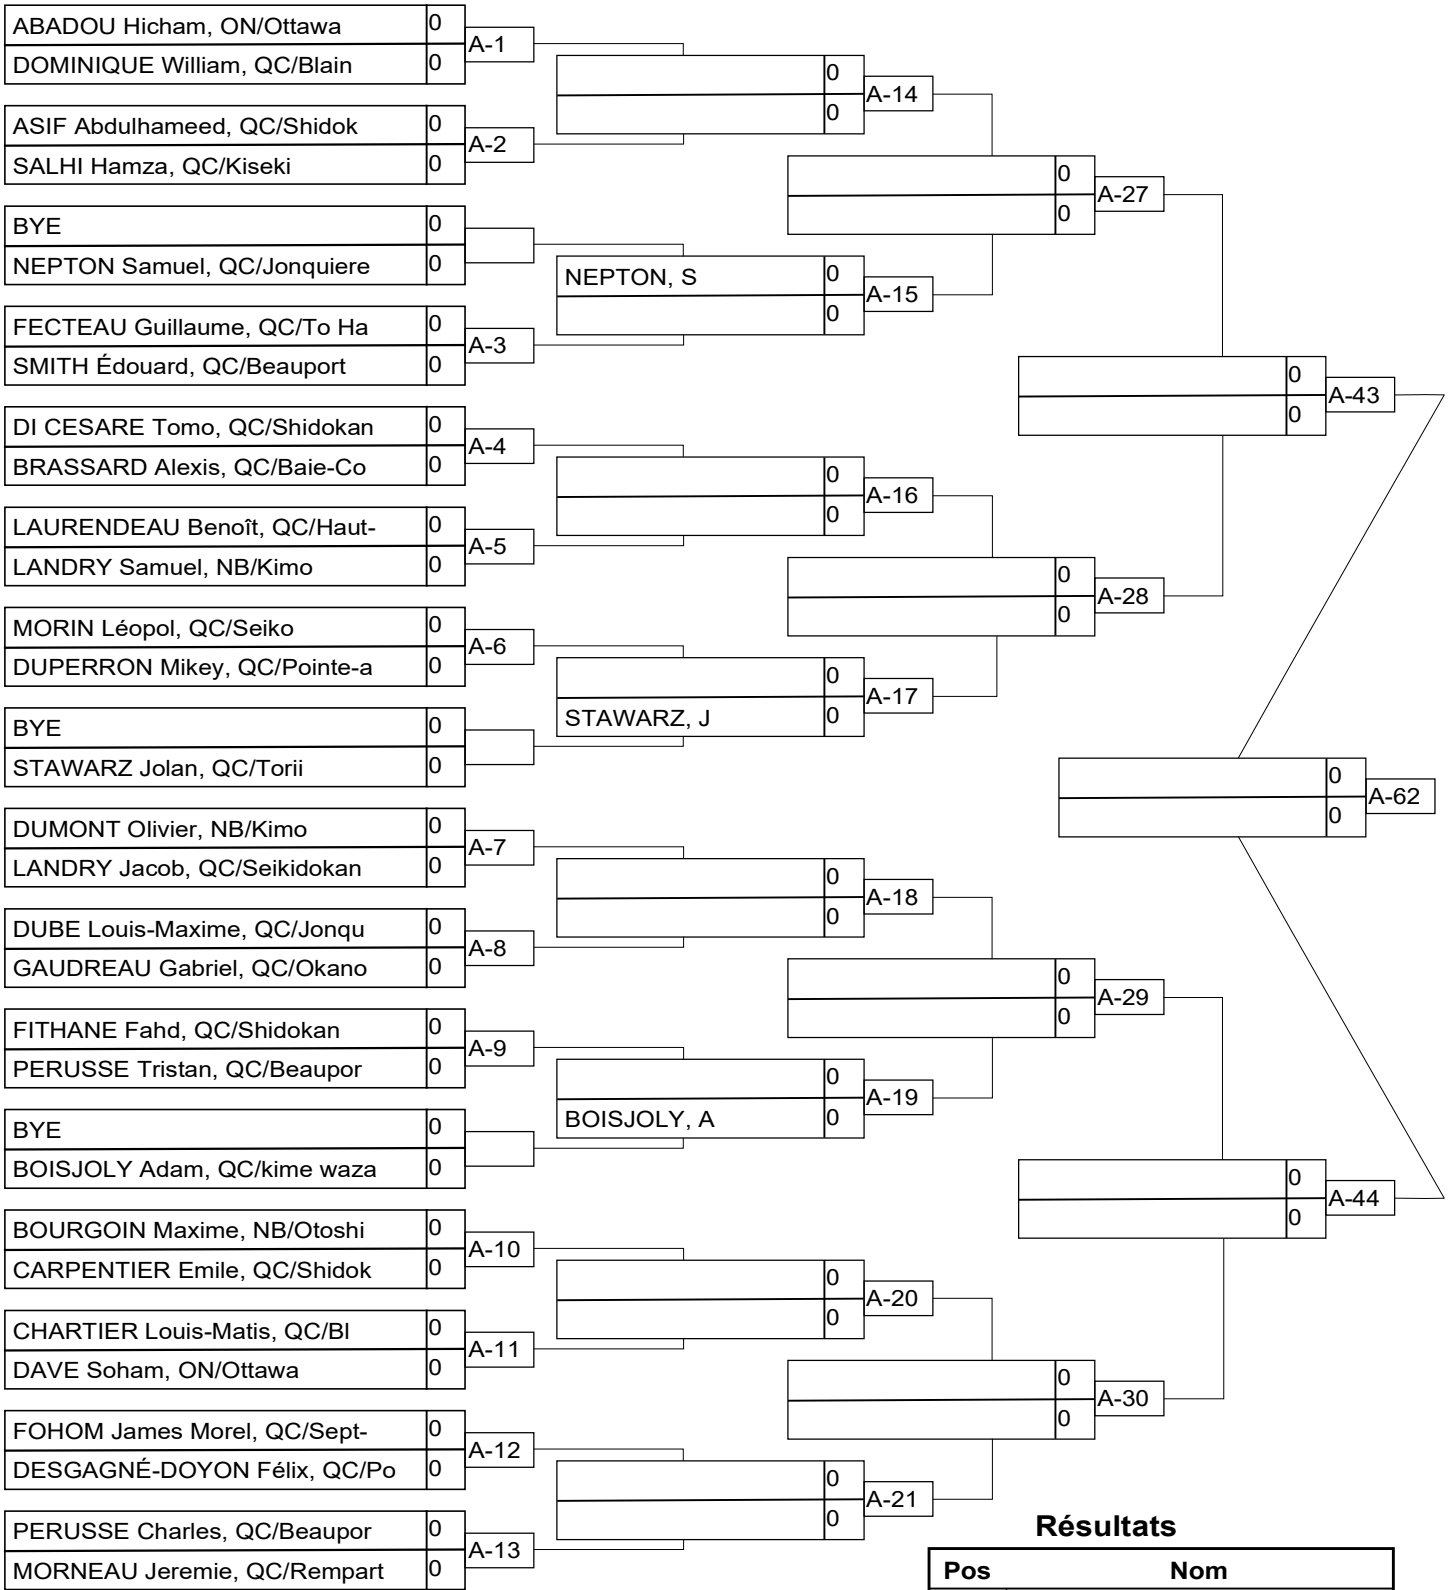 ABADOU Hicham, ON/Ottawa 0
DOMINIQUE William, QC/Blain 0
A-1
ASIF Abdulhameed, QC/Shidok 0
SALHI Hamza, QC/Kiseki 0
A-2
BYE 0
NEPTON Samuel, QC/Jonquiere 0
FECTEAU Guillaume, QC/To Ha 0
SMITH Édouard, QC/Beauport 0
A-3
DI CESARE Tomo, QC/Shidokan 0
BRASSARD Alexis, QC/Baie-Co 0
A-4
LAURENDEAU Benoît, QC/Haut- 0
LANDRY Samuel, NB/Kimo 0
A-5
MORIN Léopol, QC/Seiko 0
DUPERRON Mikey, QC/Pointe-a 0
A-6
BYE 0
STAWARZ Jolan, QC/Torii 0
DUMONT Olivier, NB/Kimo 0
LANDRY Jacob, QC/Seikidokan 0
A-7
DUBE Louis-Maxime, QC/Jonqu 0
GAUDREAU Gabriel, QC/Okano 0
A-8
FITHANE Fahd, QC/Shidokan 0
PERUSSE Tristan, QC/Beaupor 0
A-9
BYE 0
BOISJOLY Adam, QC/kime waza 0
BOURGOIN Maxime, NB/Otoshi 0
CARPENTIER Emile, QC/Shidok 0
A-10
CHARTIER Louis-Matis, QC/Bl 0
DAVE Soham, ON/Ottawa 0
A-11
FOHOM James Morel, QC/Sept- 0
DESGAGNÉ-DOYON Félix, QC/Po 0
A-12
PERUSSE Charles, QC/Beaupor 0
MORNEAU Jeremie, QC/Rempart 0
A-13
0
0
A-14
NEPTON, S 0
0
A-15
0
0
A-16
0
STAWARZ, J 0
A-17
0
0
A-18
0
BOISJOLY, A 0
A-19
0
0
A-20
0
0
A-21
0
0
A-27
0
0
A-28
0
0
A-29
0
0
A-30
0
0
A-43
0
0
A-44
0
0
A-62
Résultats
Pos Nom